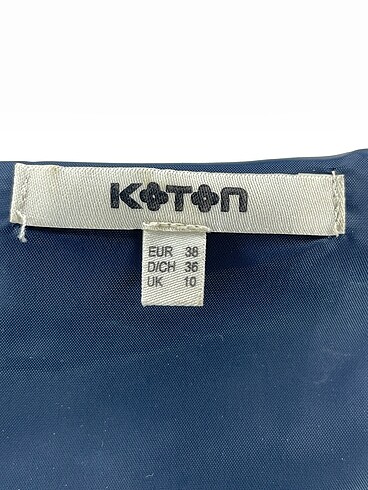 KOTON
EUR 38
D/CH 36
UK 10